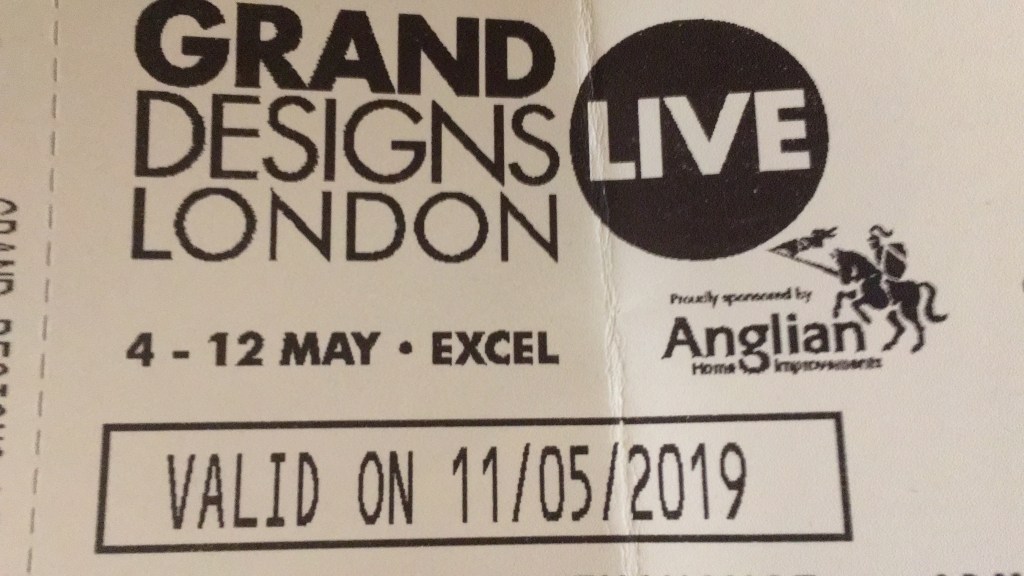 GRAND
DESIGNS
LONDON
LIVE
Proudly sponsored by
Anglian
Home Improvements
4 - 12 MAY • EXCEL
VALID ON 11/05/2019